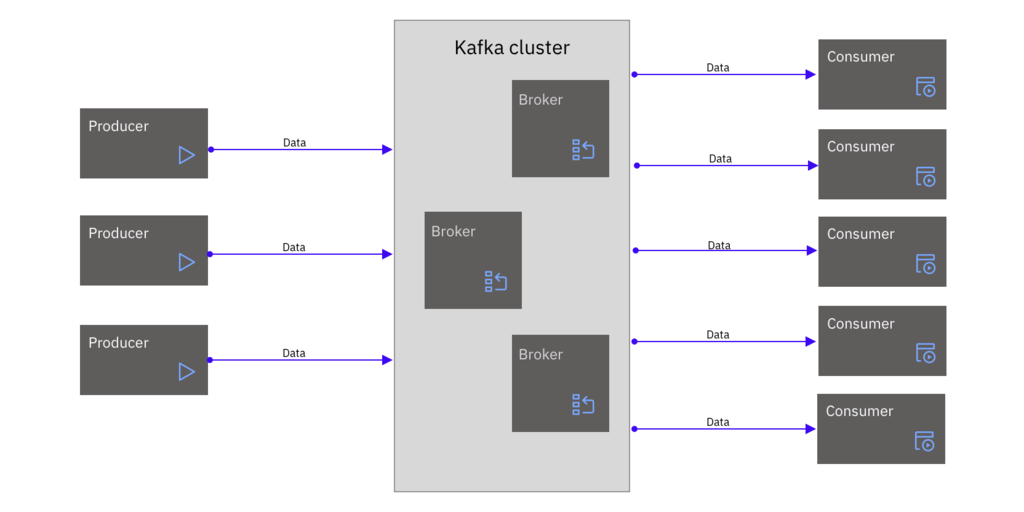 Kafka cluster
Producer
Data
Producer
Data
Producer
Data
Broker
Broker
Broker
Data
Consumer
Data
Consumer
Data
Consumer
Data
Consumer
Data
Consumer